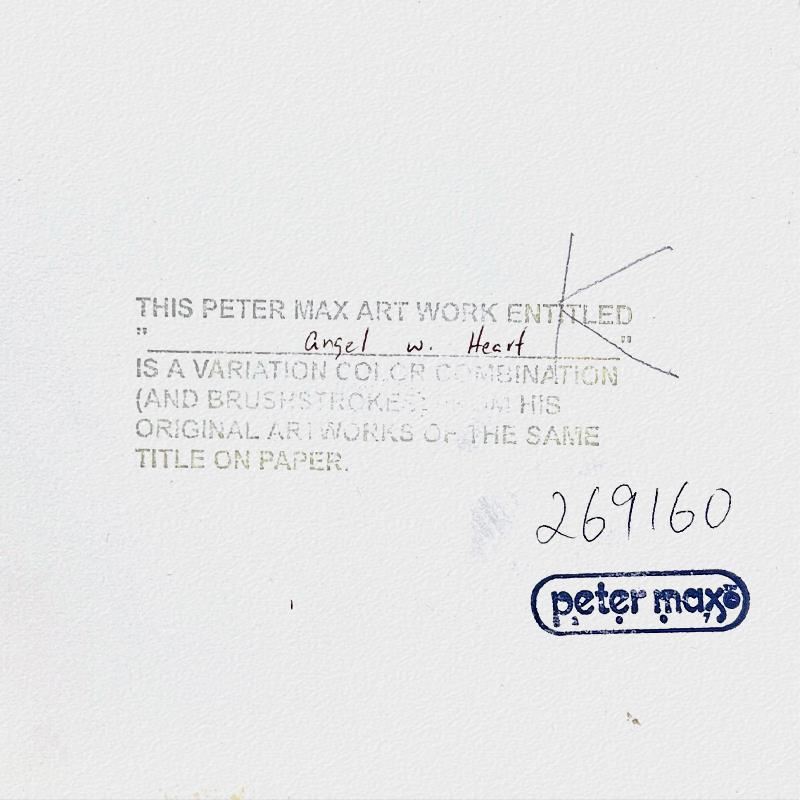 K
THIS PETER MAX ART WORK ENTITLED
" Angel w. Heart "
IS A VARIATION COLOR COMBINATION
(AND BRUSHSTROKES) FROM HIS
ORIGINAL ARTWORKS OF THE SAME
TITLE ON PAPER.
269160
peter max